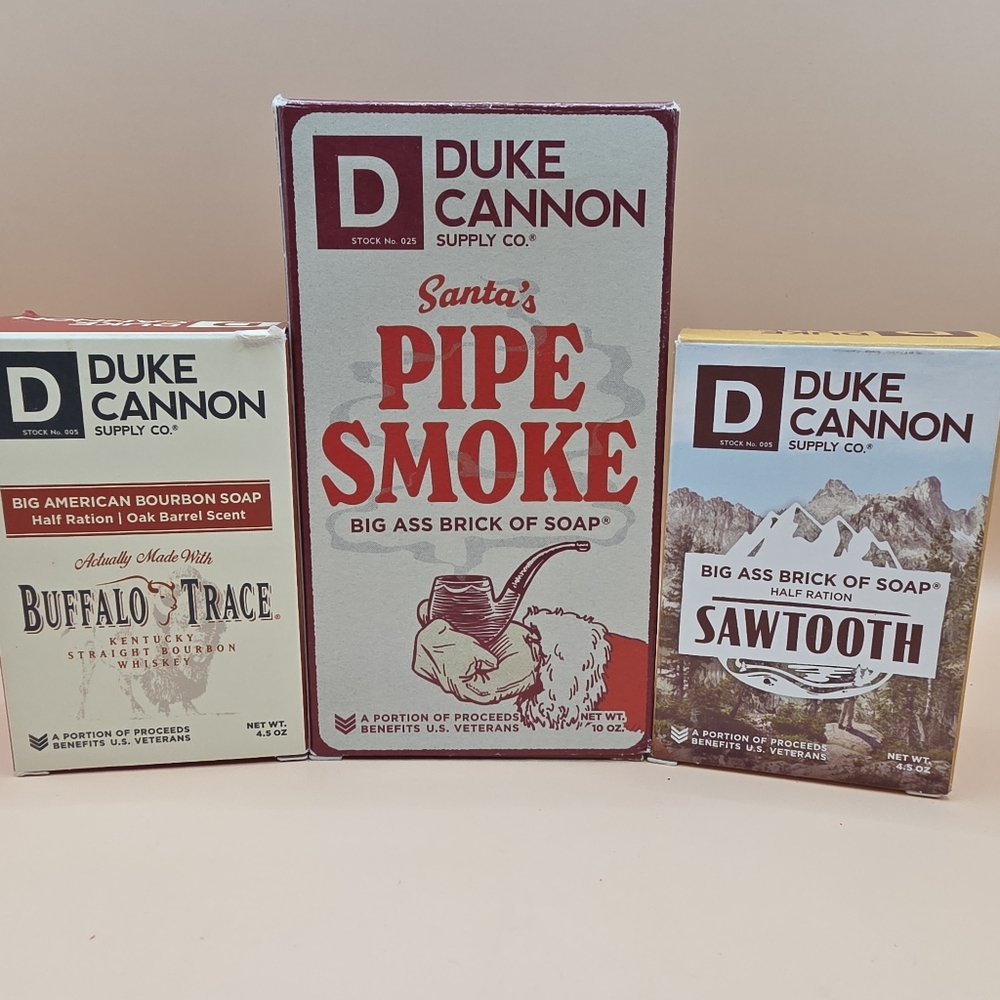 DUKE
D
DUKE
CANNON
SUPPLY CO.®
STOCK No. 005
BIG AMERICAN BOURBON SOAP
Half Ration | Oak Barrel Scent
Actually Made With
BUFFALO TRACE®
KENTUCKY
STRAIGHT BOURBON
WHISKEY
A PORTION OF PROCEEDS
BENEFITS U.S. VETERANS
NET WT.
4.5 OZ
D
DUKE
CANNON
SUPPLY CO.®
STOCK No. 025
Santa's
PIPE
SMOKE
BIG ASS BRICK OF SOAP®
A PORTION OF PROCEEDS
BENEFITS U.S. VETERANS
NET WT.
10 OZ.
DUKE
D
DUKE
CANNON
SUPPLY CO.®
STOCK No. 005
BIG ASS BRICK OF SOAP®
HALF RATION
SAWTOOTH
A PORTION OF PROCEEDS
BENEFITS U.S. VETERANS
NET WT.
4.5 OZ